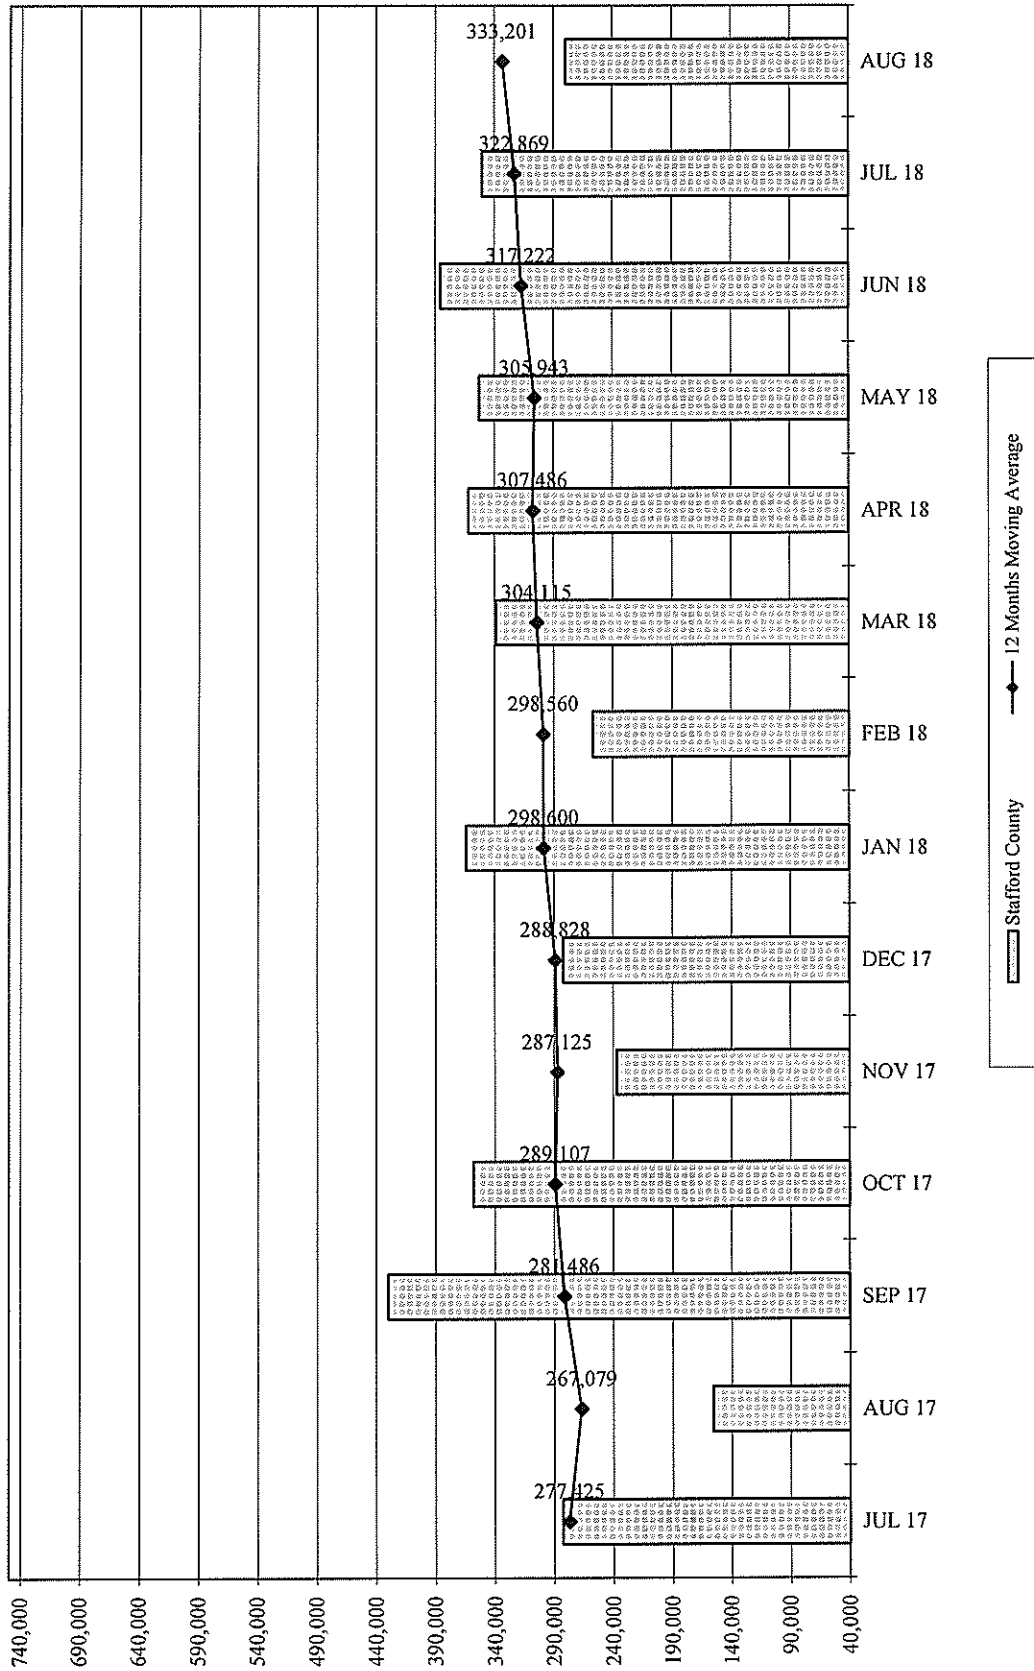 740,000
690,000
640,000
590,000
540,000
490,000
440,000
390,000
340,000
290,000
240,000
190,000
140,000
90,000
40,000
277,425
267,079
281,486
289,107
287,125
288,828
298,600
298,560
304,115
307,486
305,943
317,222
322,869
333,201
JUL 17
AUG 17
SEP 17
OCT 17
NOV 17
DEC 17
JAN 18
FEB 18
MAR 18
APR 18
MAY 18
JUN 18
JUL 18
AUG 18
Stafford County
12 Months Moving Average